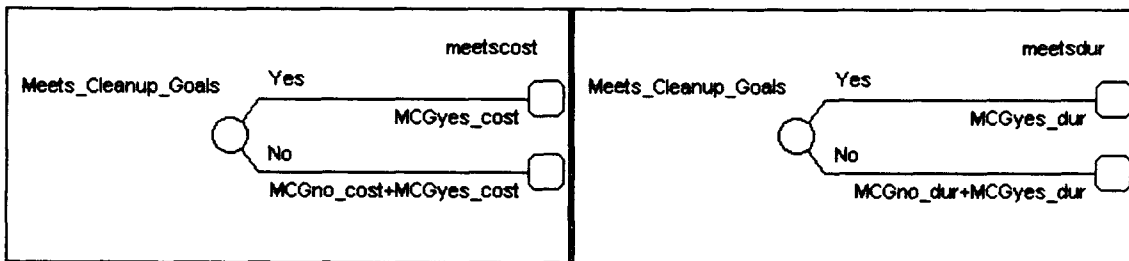 meetscost
Meets_Cleanup_Goals
Yes
MCGyes_cost
No
MCGno_cost+MCGyes_cost
meetsdur
Meets_Cleanup_Goals
Yes
MCGyes_dur
No
MCGno_dur+MCGyes_dur